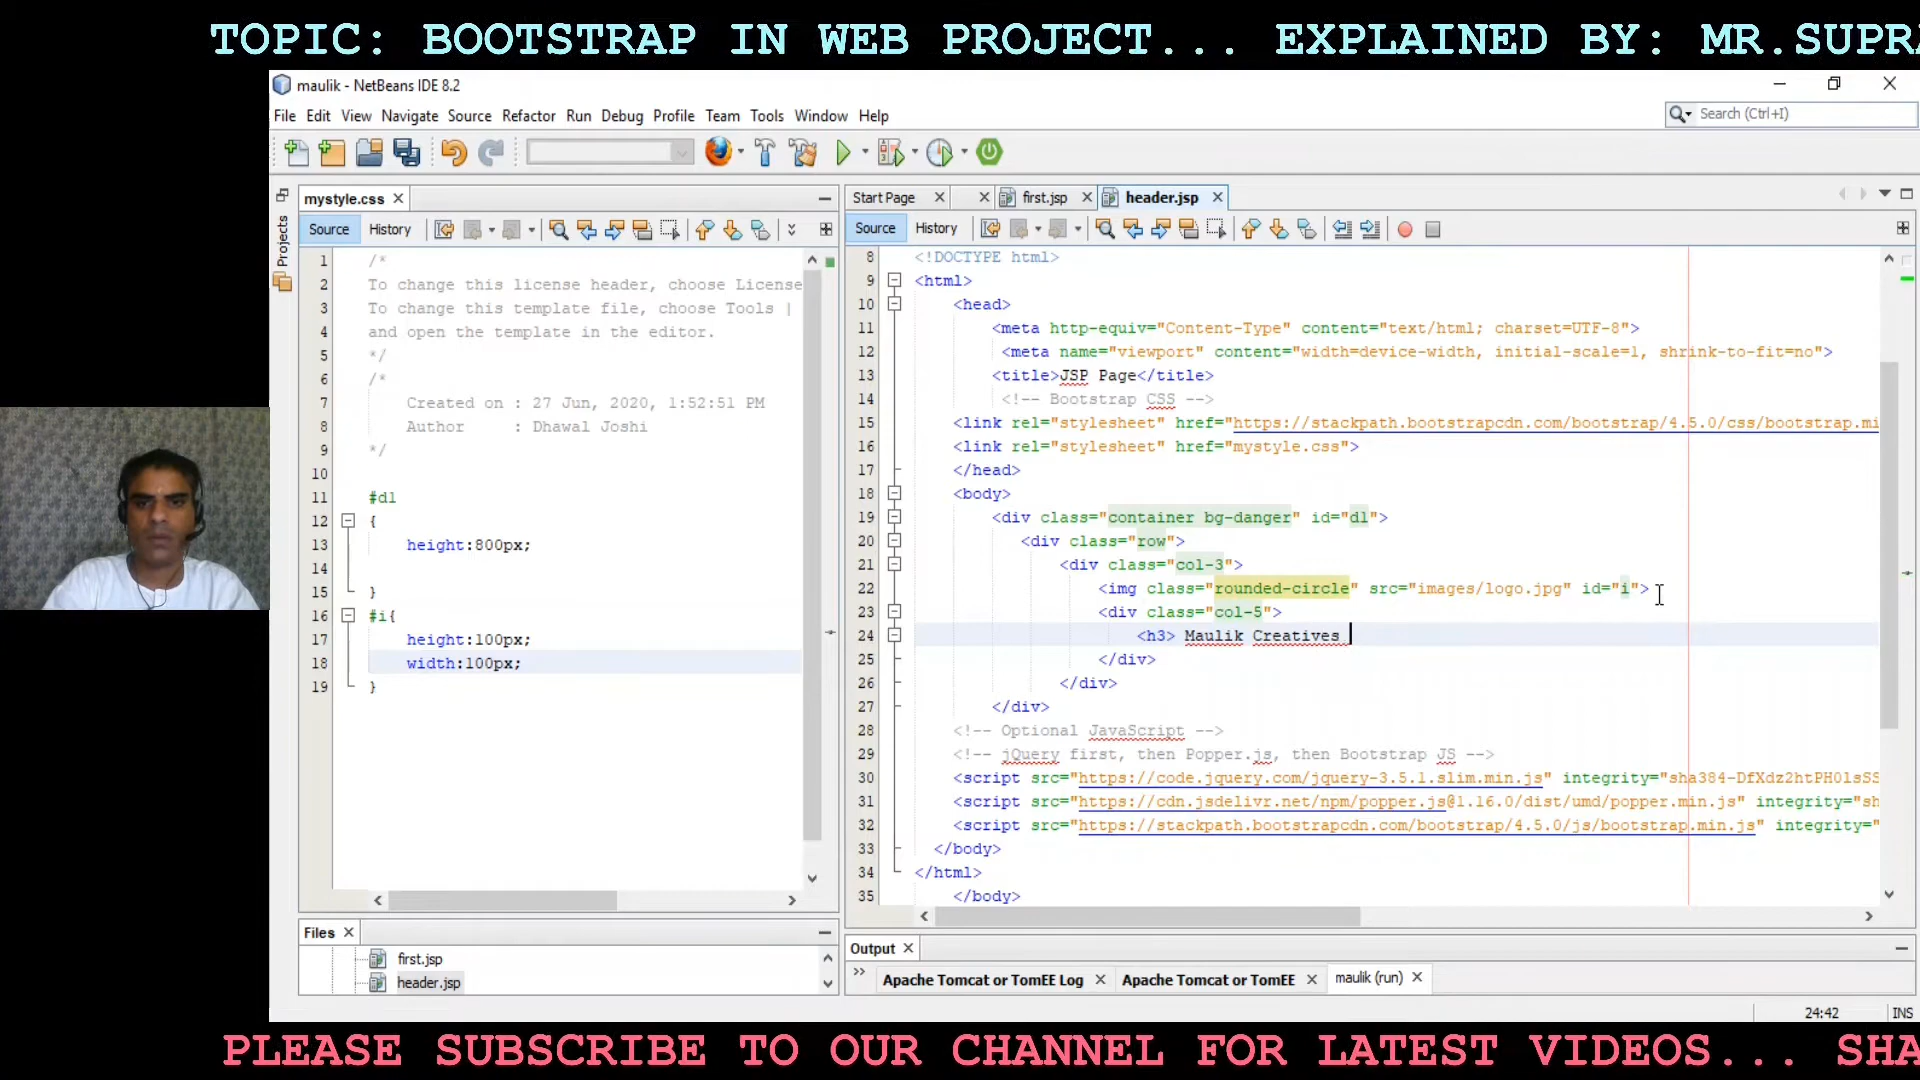 TOPIC: BOOTSTRAP IN WEB PROJECT... EXPLAINED BY: MR.SUPRA
maulik - NetBeans IDE 8.2
File Edit View Navigate Source Refactor Run Debug Profile Team Tools Window Help
Search (Ctrl+I)
Projects
mystyle.css
Source History
1 /*
2 To change this license header, choose License
3 To change this template file, choose Tools |
4 and open the template in the editor.
5 */
6 /*
7 Created on : 27 Jun, 2020, 1:52:51 PM
8 Author : Dhawal Joshi
9 */
10
11 #d1
12 {
13 height:800px;
14
15 }
16 #i{
17 height:100px;
18 width:100px;
19 }
Files
first.jsp
header.jsp
Start Page first.jsp header.jsp
Source History
8 <!DOCTYPE html>
9 <html>
10 <head>
11 <meta http-equiv="Content-Type" content="text/html; charset=UTF-8">
12 <meta name="viewport" content="width=device-width, initial-scale=1, shrink-to-fit=no">
13 <title>JSP Page</title>
14 <!-- Bootstrap CSS -->
15 <link rel="stylesheet" href="https://stackpath.bootstrapcdn.com/bootstrap/4.5.0/css/bootstrap.mi
16 <link rel="stylesheet" href="mystyle.css">
17 </head>
18 <body>
19 <div class="container bg-danger" id="d1">
20 <div class="row">
21 <div class="col-3">
22 <img class="rounded-circle" src="images/logo.jpg" id="i">
23 <div class="col-5">
24 <h3> Maulik Creatives
25 </div>
26 </div>
27 </div>
28 <!-- Optional JavaScript -->
29 <!-- jQuery first, then Popper.js, then Bootstrap JS -->
30 <script src="https://code.jquery.com/jquery-3.5.1.slim.min.js" integrity="sha384-DfXdz2htPH0lsSS
31 <script src="https://cdn.jsdelivr.net/npm/popper.js@1.16.0/dist/umd/popper.min.js" integrity="sh
32 <script src="https://stackpath.bootstrapcdn.com/bootstrap/4.5.0/js/bootstrap.min.js" integrity="
33 </body>
34 </html>
35 </body>
Output
Apache Tomcat or TomEE Log Apache Tomcat or TomEE maulik (run)
24:42 INS
PLEASE SUBSCRIBE TO OUR CHANNEL FOR LATEST VIDEOS... SHA